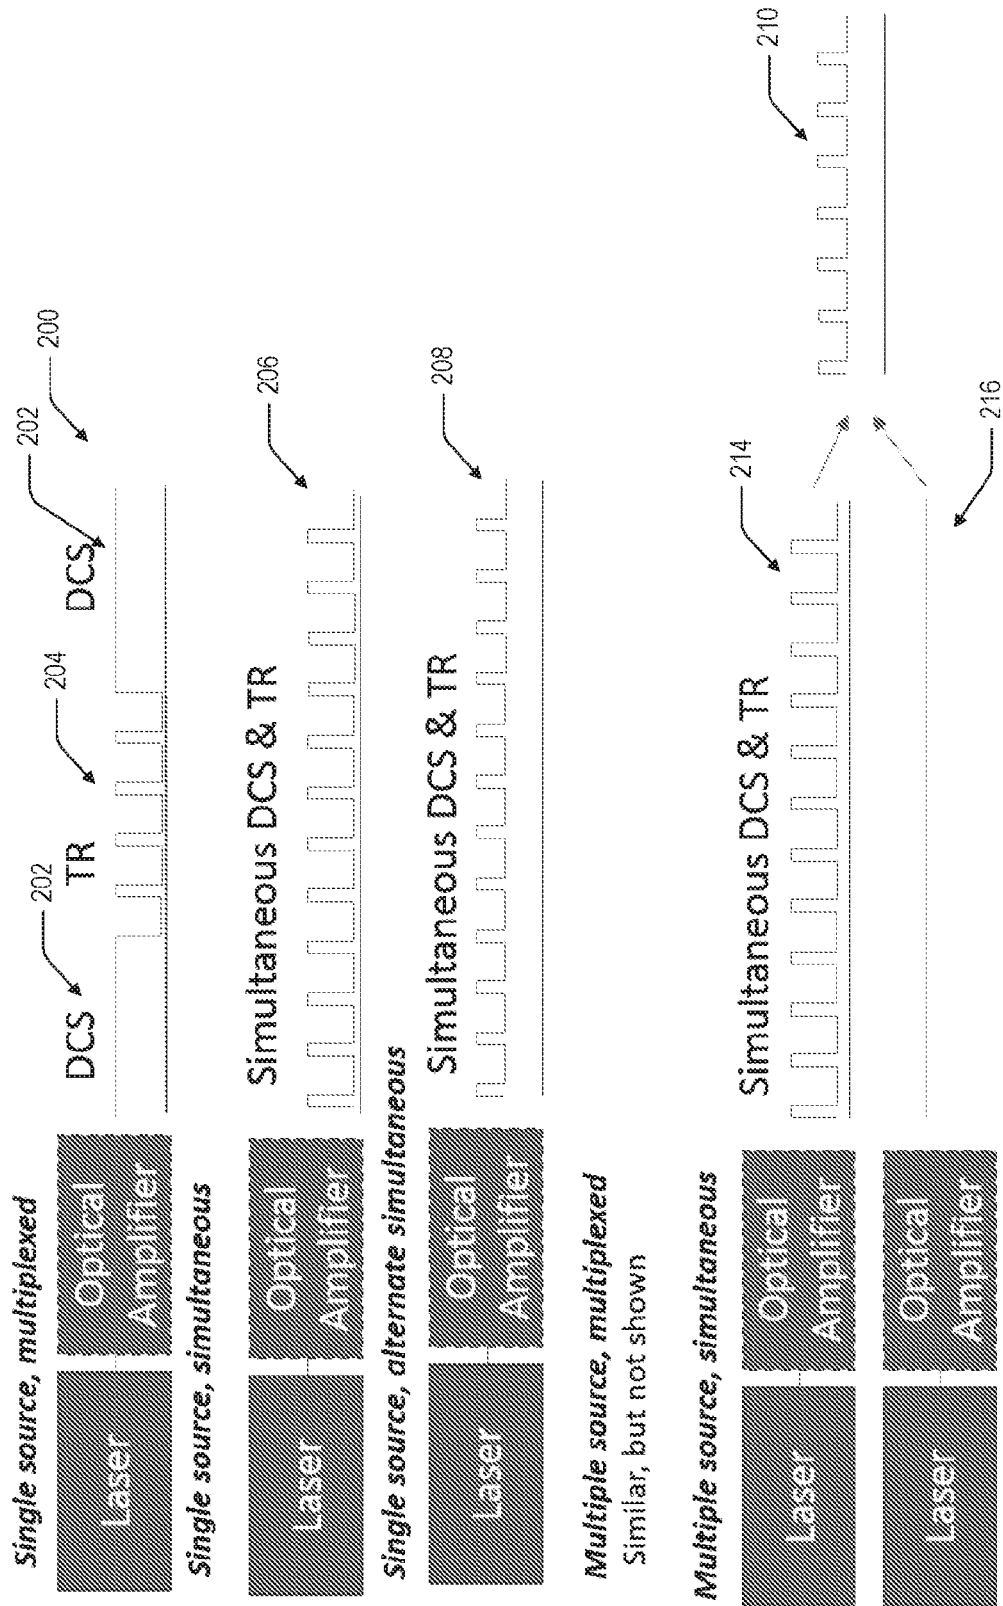 Single source, multiplexed
Laser
Optical
Amplifier
DCS
TR
DCS
202
204
202
200
Single source, simultaneous
Laser
Optical
Amplifier
Simultaneous DCS & TR
206
Single source, alternate simultaneous
Laser
Optical
Amplifier
Simultaneous DCS & TR
208
Multiple source, multiplexed
Similar, but not shown
Multiple source, simultaneous
Laser
Optical
Amplifier
Simultaneous DCS & TR
214
210
Laser
Optical
Amplifier
216